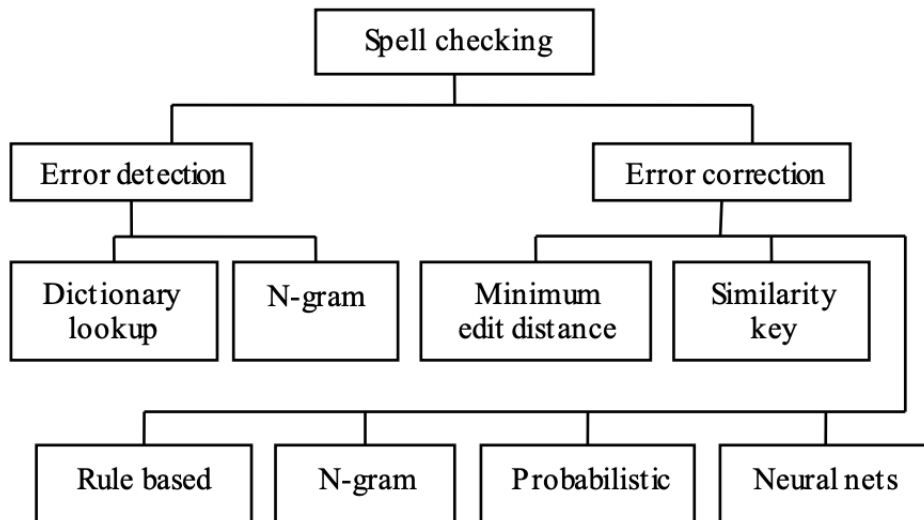 Spell checking
Error detection
Error correction
Dictionary
lookup
N-gram
Minimum
edit distance
Similarity
key
Rule based
N-gram
Probabilistic
Neural nets